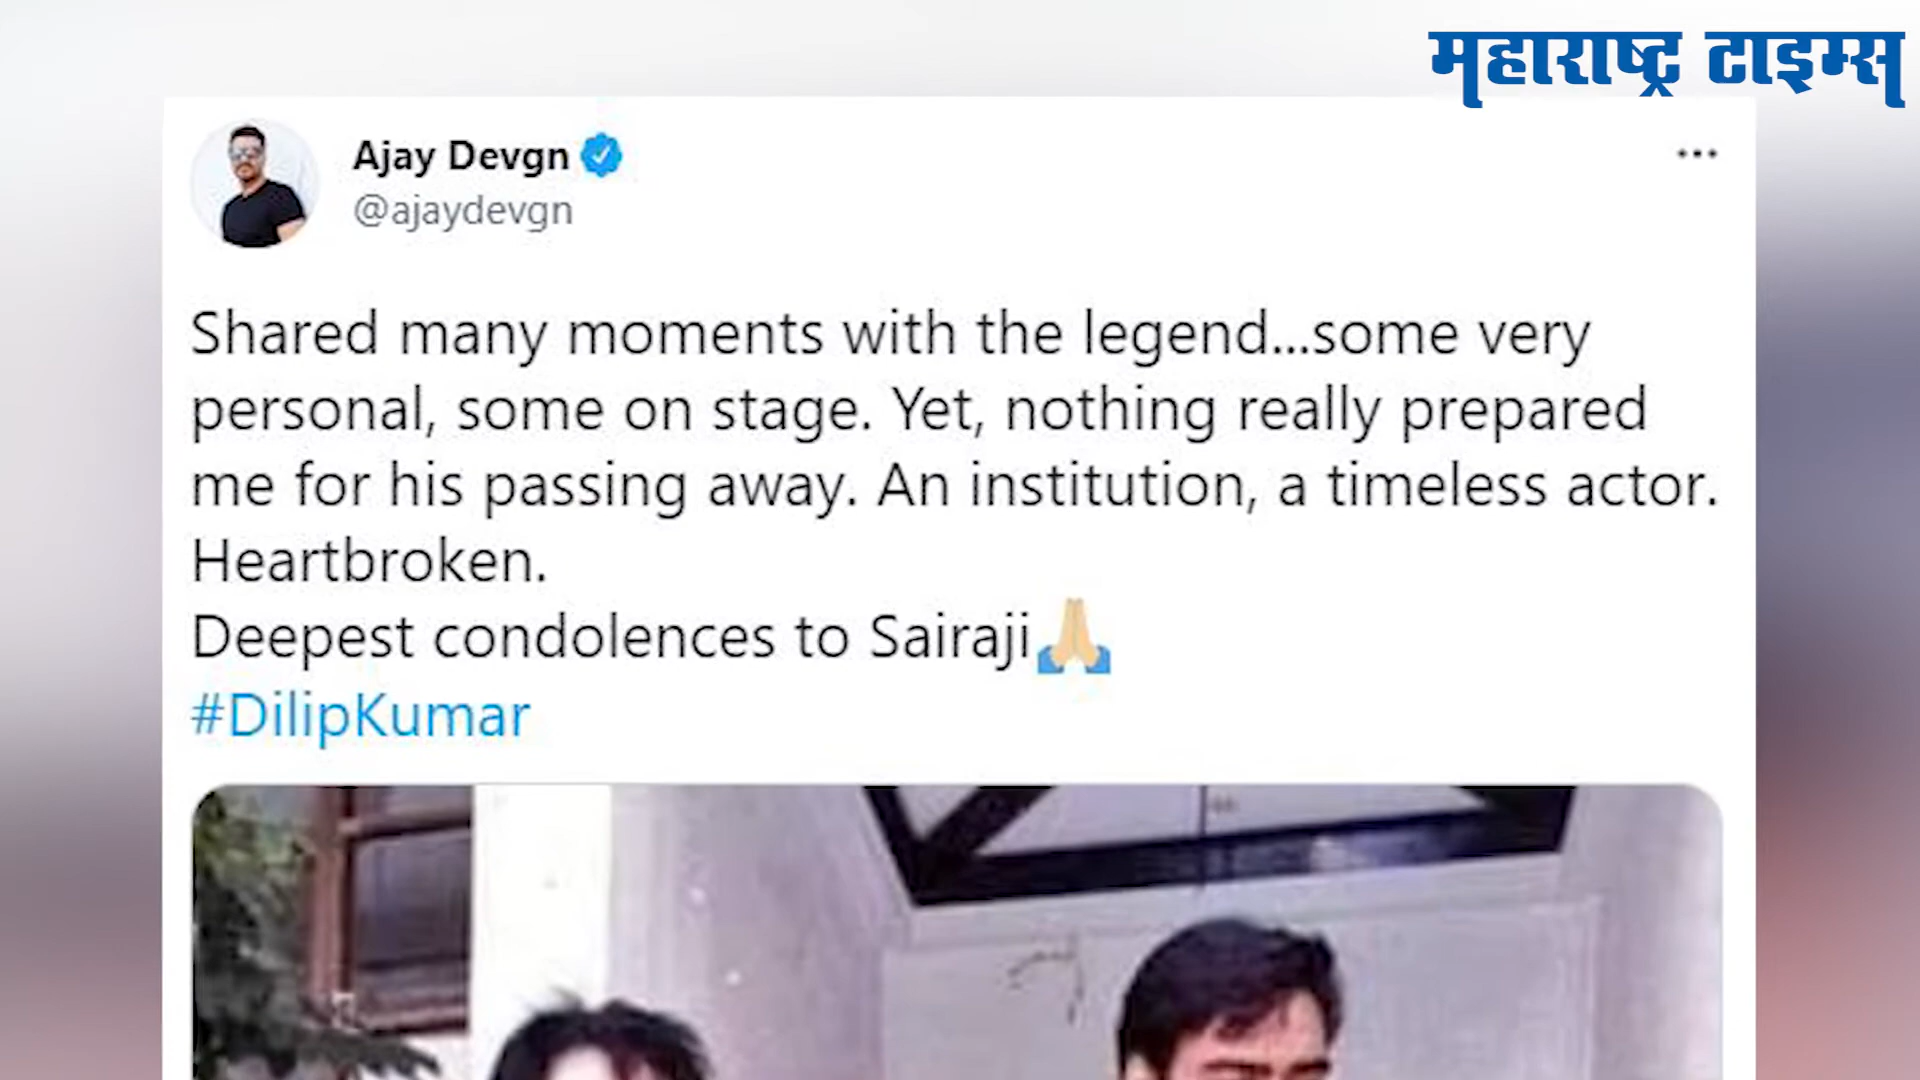 महाराष्ट्र टाइम्स
Ajay Devgn
@ajaydevgn
Shared many moments with the legend...some very
personal, some on stage. Yet, nothing really prepared
me for his passing away. An institution, a timeless actor.
Heartbroken.
Deepest condolences to Sairaji🙏🏼
#DilipKumar